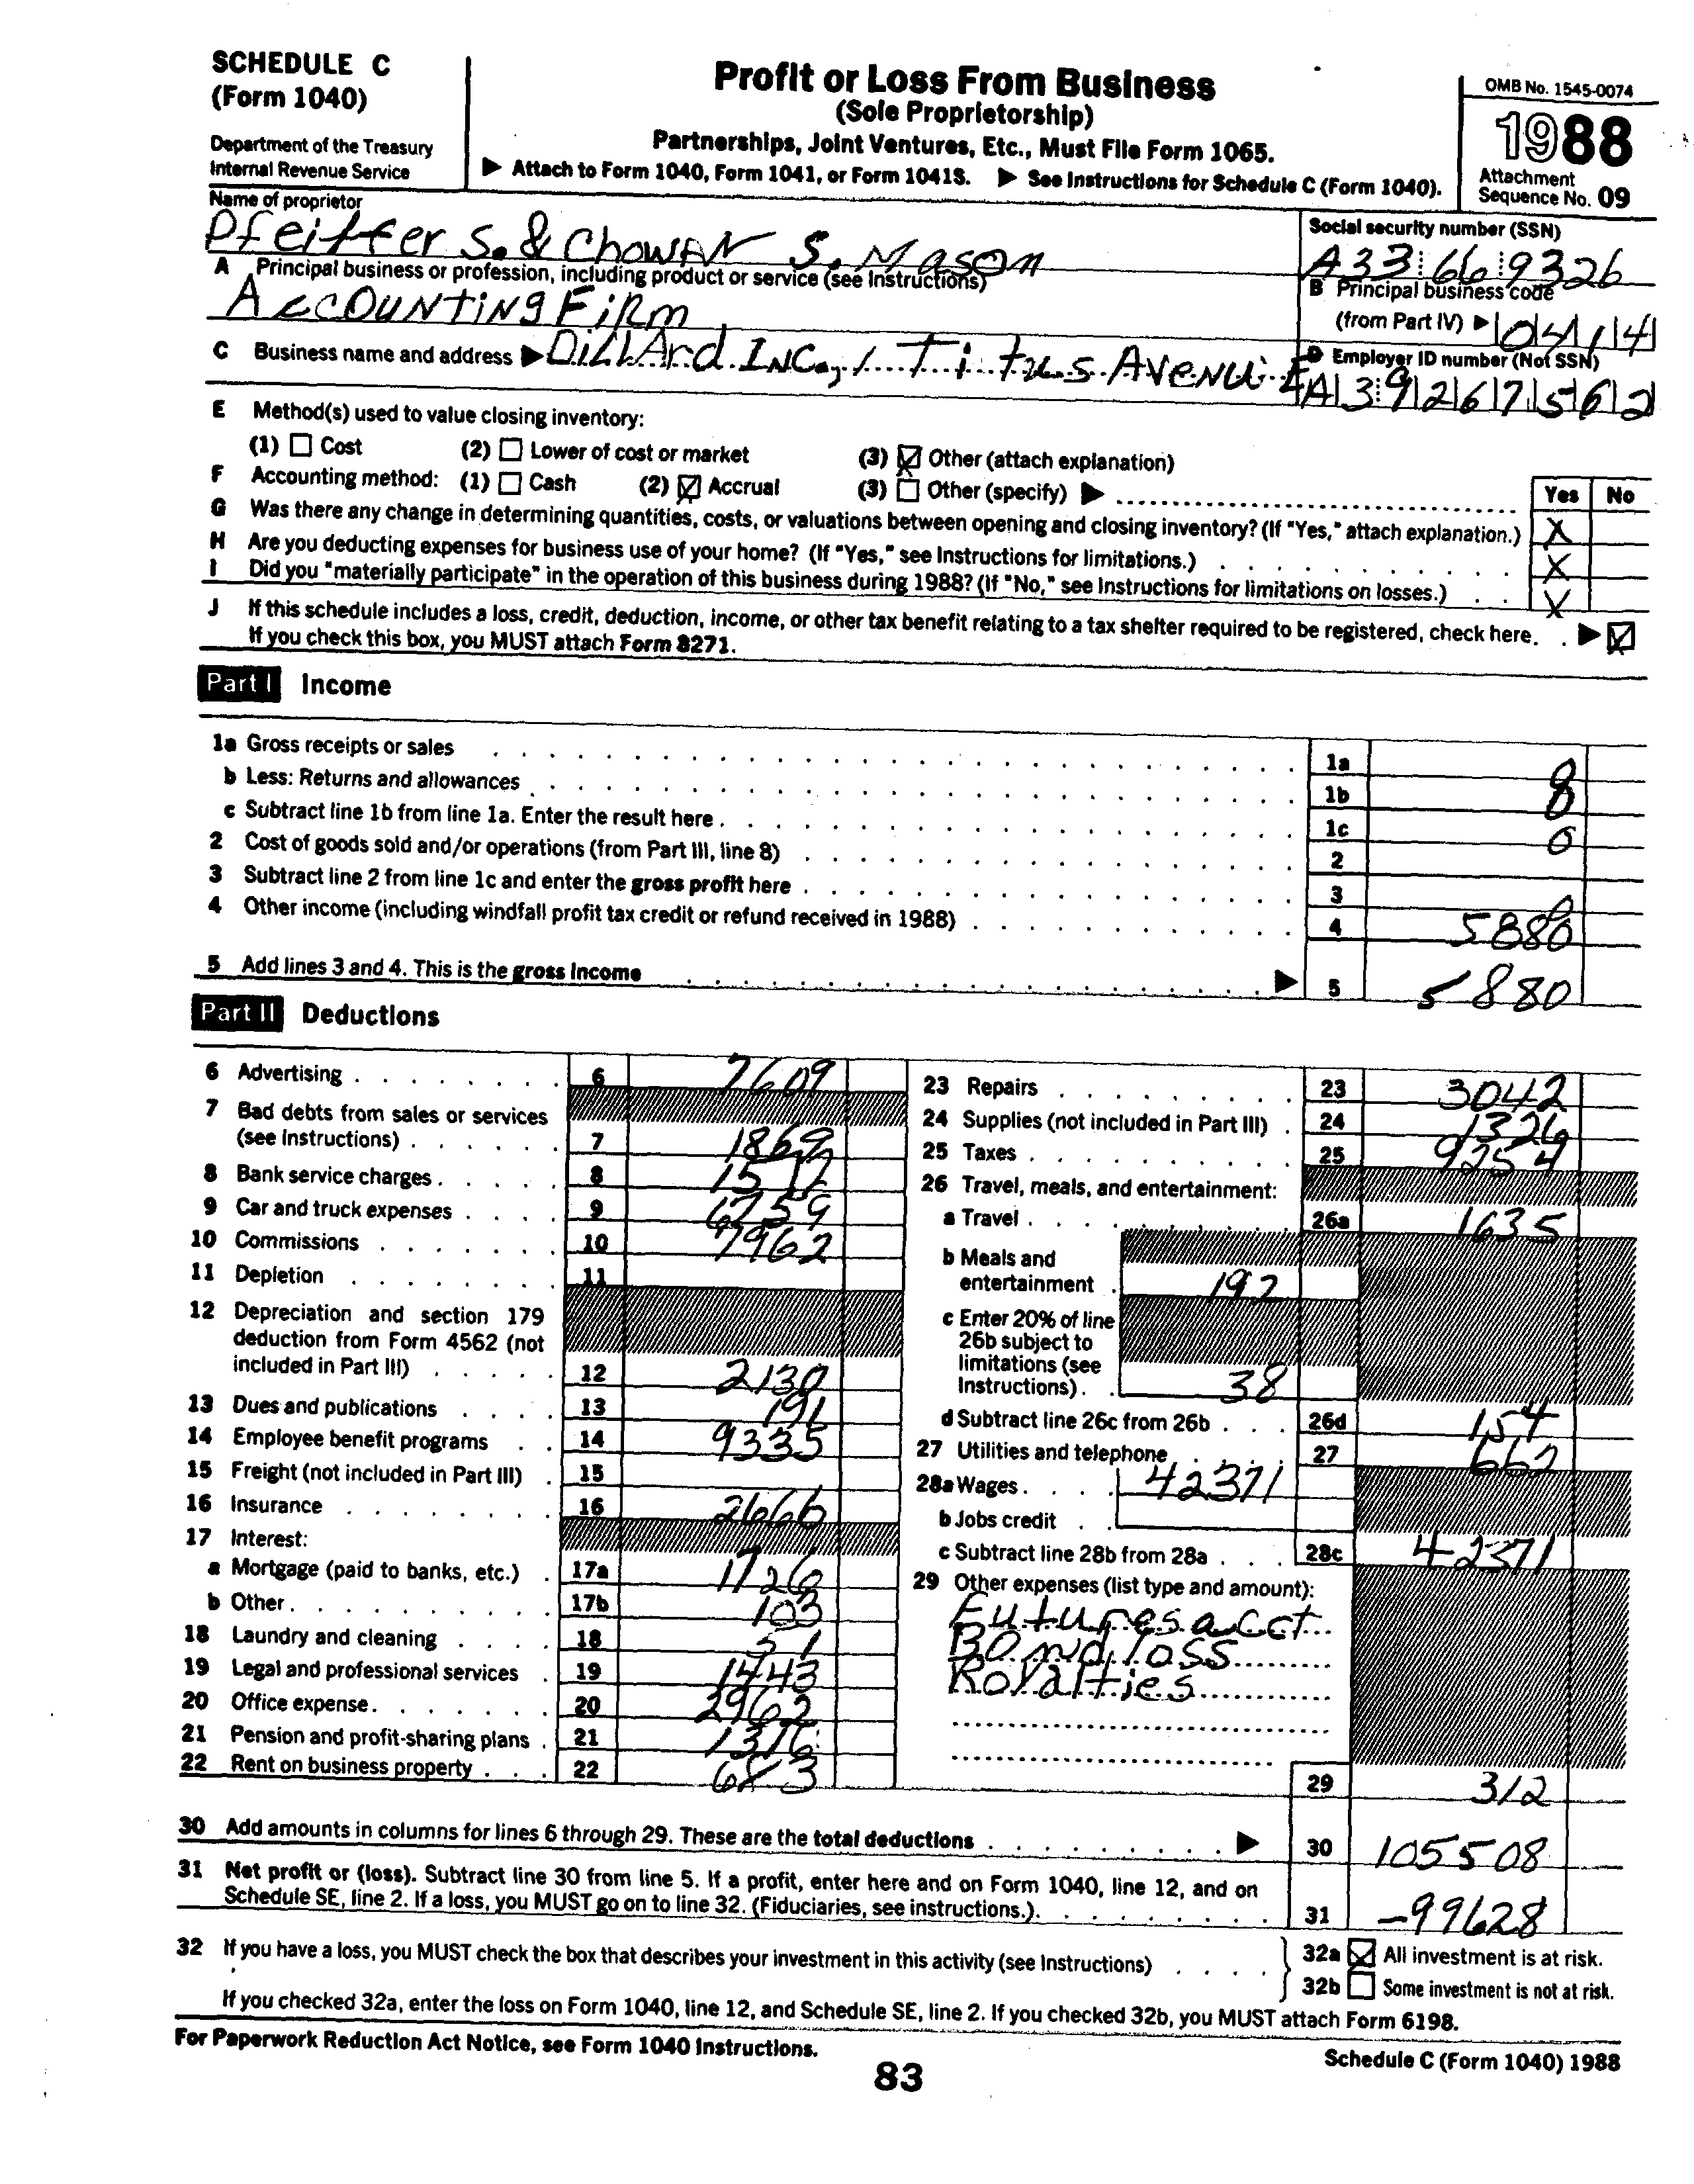 SCHEDULE C
(Form 1040)
Department of the Treasury
Internal Revenue Service
Profit or Loss From Business
(Sole Proprietorship)
Partnerships, Joint Ventures, Etc., Must File Form 1065.
▶ Attach to Form 1040, Form 1041, or Form 1041S. ▶ See Instructions for Schedule C (Form 1040).
OMB No. 1545-0074
1988
Attachment
Sequence No. 09
Name of proprietor
Pfeiffer S. & Chowan S. Mason
Social security number (SSN)
A33 66 9326
A Principal business or profession, including product or service (see Instructions)
Accounting Firm
B Principal business code
(from Part IV) ▶ 0414
C Business name and address ▶ Dillard Inc., 1 Titus Avenue
D Employer ID number (Not SSN)
A39267562
E Method(s) used to value closing inventory:
(1) ☐ Cost (2) ☐ Lower of cost or market (3) ☒ Other (attach explanation)
F Accounting method: (1) ☐ Cash (2) ☒ Accrual (3) ☐ Other (specify) ▶
Yes No
G Was there any change in determining quantities, costs, or valuations between opening and closing inventory? (If "Yes," attach explanation.) X
H Are you deducting expenses for business use of your home? (If "Yes," see Instructions for limitations.) X
I Did you "materially participate" in the operation of this business during 1988? (If "No," see Instructions for limitations on losses.) X
J If this schedule includes a loss, credit, deduction, income, or other tax benefit relating to a tax shelter required to be registered, check here. ▶ ☒
If you check this box, you MUST attach Form 8271.
Part I Income
1a Gross receipts or sales 1a 0
b Less: Returns and allowances 1b 0
c Subtract line 1b from line 1a. Enter the result here 1c 0
2 Cost of goods sold and/or operations (from Part III, line 8) 2
3 Subtract line 2 from line 1c and enter the gross profit here 3 0
4 Other income (including windfall profit tax credit or refund received in 1988) 4 5880
5 Add lines 3 and 4. This is the gross income ▶ 5 5880
Part II Deductions
6 Advertising 6 7609
7 Bad debts from sales or services
(see Instructions) 7 1869
8 Bank service charges 8
9 Car and truck expenses 9 6759
10 Commissions 10 7962
11 Depletion 11
12 Depreciation and section 179
deduction from Form 4562 (not
included in Part III) 12 2130
13 Dues and publications 13 191
14 Employee benefit programs 14 9335
15 Freight (not included in Part III) 15
16 Insurance 16 2666
17 Interest:
a Mortgage (paid to banks, etc.) 17a 1726
b Other 17b 103
18 Laundry and cleaning 18 51
19 Legal and professional services 19 1443
20 Office expense 20 2962
21 Pension and profit-sharing plans 21 1376
22 Rent on business property 22 683
23 Repairs 23 3042
24 Supplies (not included in Part III) 24 1326
25 Taxes 25 9254
26 Travel, meals, and entertainment:
a Travel 26a 1635
b Meals and
entertainment 192
c Enter 20% of line
26b subject to
limitations (see
Instructions) 38
d Subtract line 26c from 26b 26d 154
27 Utilities and telephone 27 662
28a Wages 42371
b Jobs credit
c Subtract line 28b from 28a 28c 42371
29 Other expenses (list type and amount):
Futures acct
Bond loss
Royalties
29 312
30 Add amounts in columns for lines 6 through 29. These are the total deductions ▶ 30 105508
31 Net profit or (loss). Subtract line 30 from line 5. If a profit, enter here and on Form 1040, line 12, and on
Schedule SE, line 2. If a loss, you MUST go on to line 32. (Fiduciaries, see instructions.) 31 -99628
32 If you have a loss, you MUST check the box that describes your investment in this activity (see Instructions)
32a ☒ All investment is at risk.
32b ☐ Some investment is not at risk.
If you checked 32a, enter the loss on Form 1040, line 12, and Schedule SE, line 2. If you checked 32b, you MUST attach Form 6198.
For Paperwork Reduction Act Notice, see Form 1040 Instructions.
Schedule C (Form 1040) 1988
83